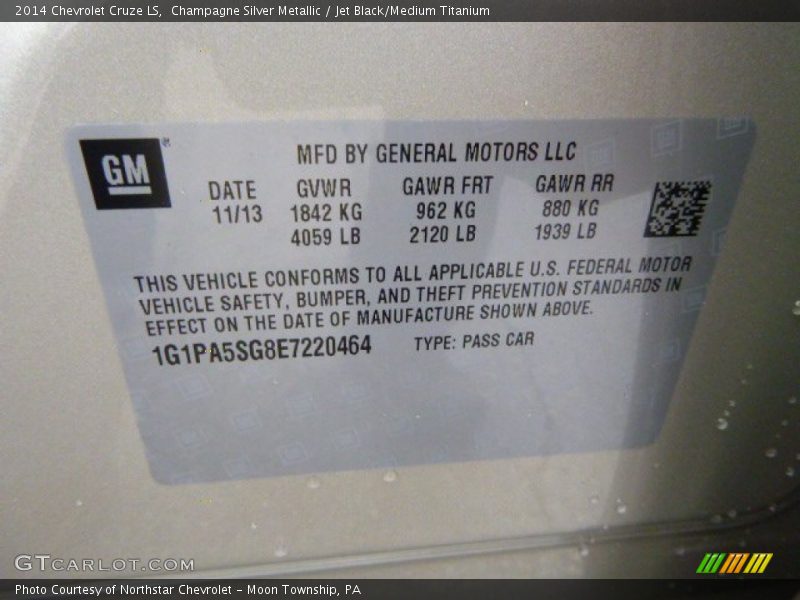 2014 Chevrolet Cruze LS,  Champagne Silver Metallic / Jet Black/Medium Titanium
GM
MFD BY GENERAL MOTORS LLC
DATE GVWR GAWR FRT GAWR RR
11/13 1842 KG 962 KG 880 KG
4059 LB 2120 LB 1939 LB
THIS VEHICLE CONFORMS TO ALL APPLICABLE U.S. FEDERAL MOTOR
VEHICLE SAFETY, BUMPER, AND THEFT PREVENTION STANDARDS IN
EFFECT ON THE DATE OF MANUFACTURE SHOWN ABOVE.
1G1PA5SG8E7220464 TYPE: PASS CAR
GTCARLOT.COM
Photo Courtesy of Northstar Chevrolet - Moon Township, PA